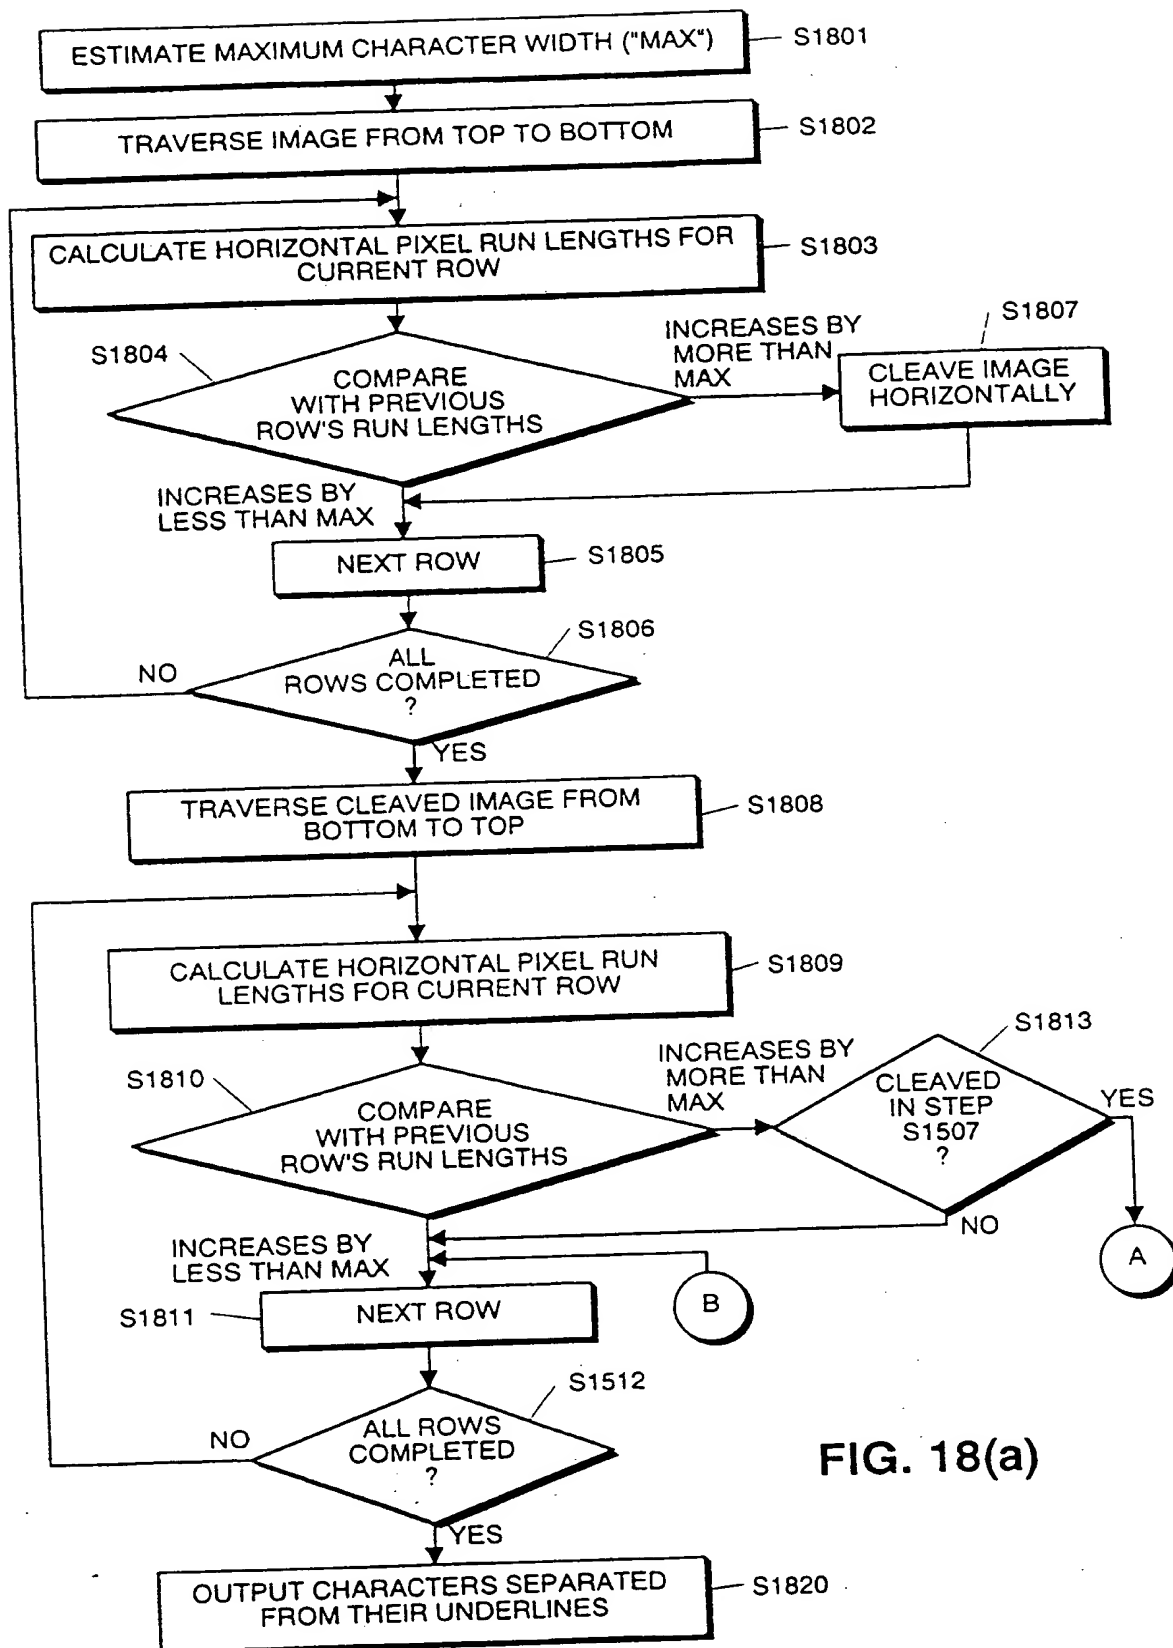 ESTIMATE MAXIMUM CHARACTER WIDTH ("MAX")
S1801
TRAVERSE IMAGE FROM TOP TO BOTTOM
S1802
CALCULATE HORIZONTAL PIXEL RUN LENGTHS FOR
CURRENT ROW
S1803
S1804
COMPARE
WITH PREVIOUS
ROW'S RUN LENGTHS
INCREASES BY
MORE THAN
MAX
S1807
CLEAVE IMAGE
HORIZONTALLY
INCREASES BY
LESS THAN MAX
NEXT ROW
S1805
S1806
ALL
ROWS COMPLETED
?
NO
YES
TRAVERSE CLEAVED IMAGE FROM
BOTTOM TO TOP
S1808
CALCULATE HORIZONTAL PIXEL RUN
LENGTHS FOR CURRENT ROW
S1809
S1810
COMPARE
WITH PREVIOUS
ROW'S RUN LENGTHS
INCREASES BY
MORE THAN
MAX
S1813
CLEAVED
IN STEP
S1507
?
YES
NO
A
INCREASES BY
LESS THAN MAX
B
S1811
NEXT ROW
S1512
ALL ROWS
COMPLETED
?
NO
YES
FIG. 18(a)
OUTPUT CHARACTERS SEPARATED
FROM THEIR UNDERLINES
S1820